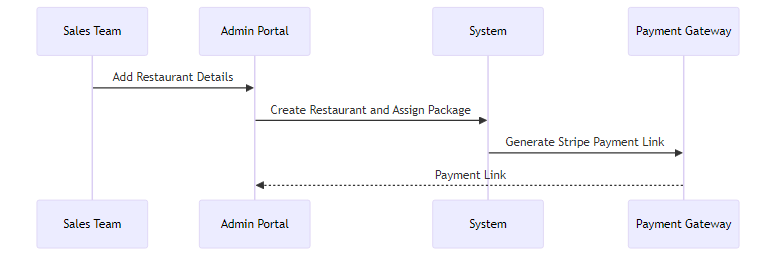 Sales Team
Admin Portal
System
Payment Gateway
Add Restaurant Details
Create Restaurant and Assign Package
Generate Stripe Payment Link
Payment Link
Sales Team
Admin Portal
System
Payment Gateway